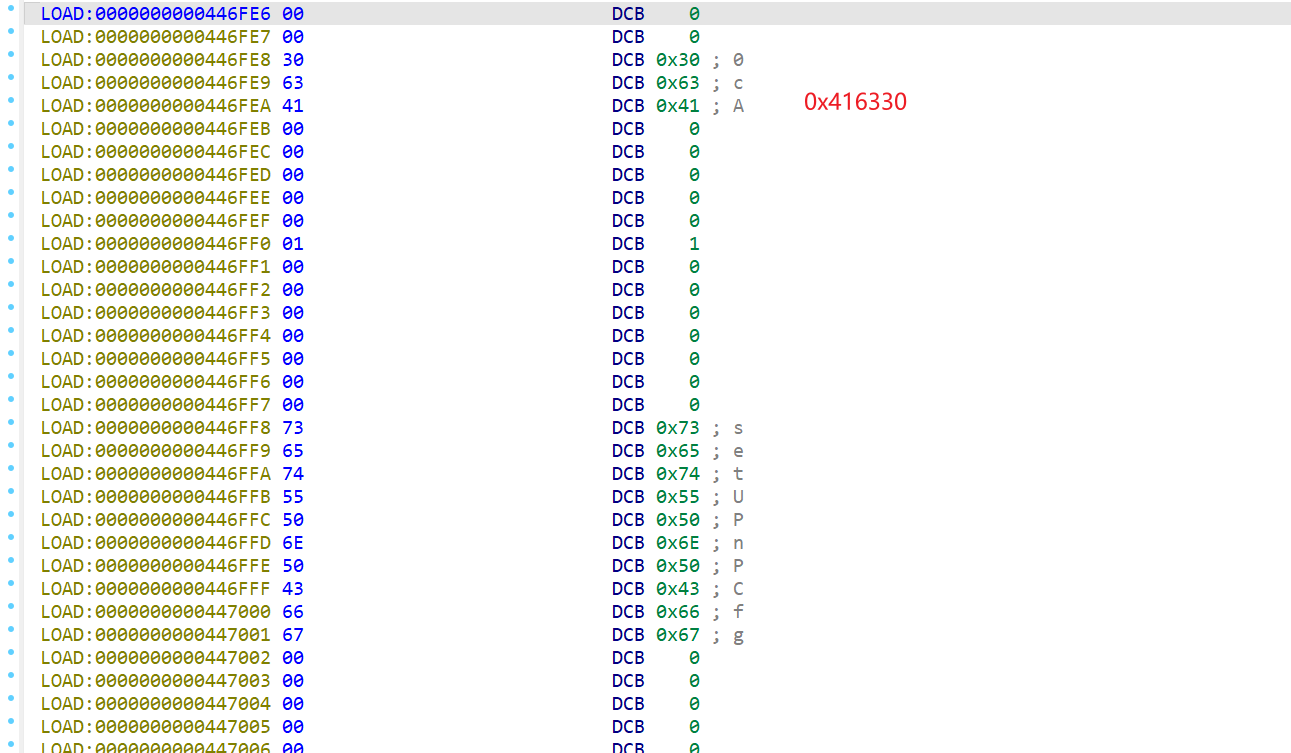 LOAD:0000000000446FE6 00 DCB 0
LOAD:0000000000446FE7 00 DCB 0
LOAD:0000000000446FE8 30 DCB 0x30 ; 0
LOAD:0000000000446FE9 63 DCB 0x63 ; c
LOAD:0000000000446FEA 41 DCB 0x41 ; A 0x416330
LOAD:0000000000446FEB 00 DCB 0
LOAD:0000000000446FEC 00 DCB 0
LOAD:0000000000446FED 00 DCB 0
LOAD:0000000000446FEE 00 DCB 0
LOAD:0000000000446FEF 00 DCB 0
LOAD:0000000000446FF0 01 DCB 1
LOAD:0000000000446FF1 00 DCB 0
LOAD:0000000000446FF2 00 DCB 0
LOAD:0000000000446FF3 00 DCB 0
LOAD:0000000000446FF4 00 DCB 0
LOAD:0000000000446FF5 00 DCB 0
LOAD:0000000000446FF6 00 DCB 0
LOAD:0000000000446FF7 00 DCB 0
LOAD:0000000000446FF8 73 DCB 0x73 ; s
LOAD:0000000000446FF9 65 DCB 0x65 ; e
LOAD:0000000000446FFA 74 DCB 0x74 ; t
LOAD:0000000000446FFB 55 DCB 0x55 ; U
LOAD:0000000000446FFC 50 DCB 0x50 ; P
LOAD:0000000000446FFD 6E DCB 0x6E ; n
LOAD:0000000000446FFE 50 DCB 0x50 ; P
LOAD:0000000000446FFF 43 DCB 0x43 ; C
LOAD:0000000000447000 66 DCB 0x66 ; f
LOAD:0000000000447001 67 DCB 0x67 ; g
LOAD:0000000000447002 00 DCB 0
LOAD:0000000000447003 00 DCB 0
LOAD:0000000000447004 00 DCB 0
LOAD:0000000000447005 00 DCB 0
LOAD:0000000000447006 00 DCB 0